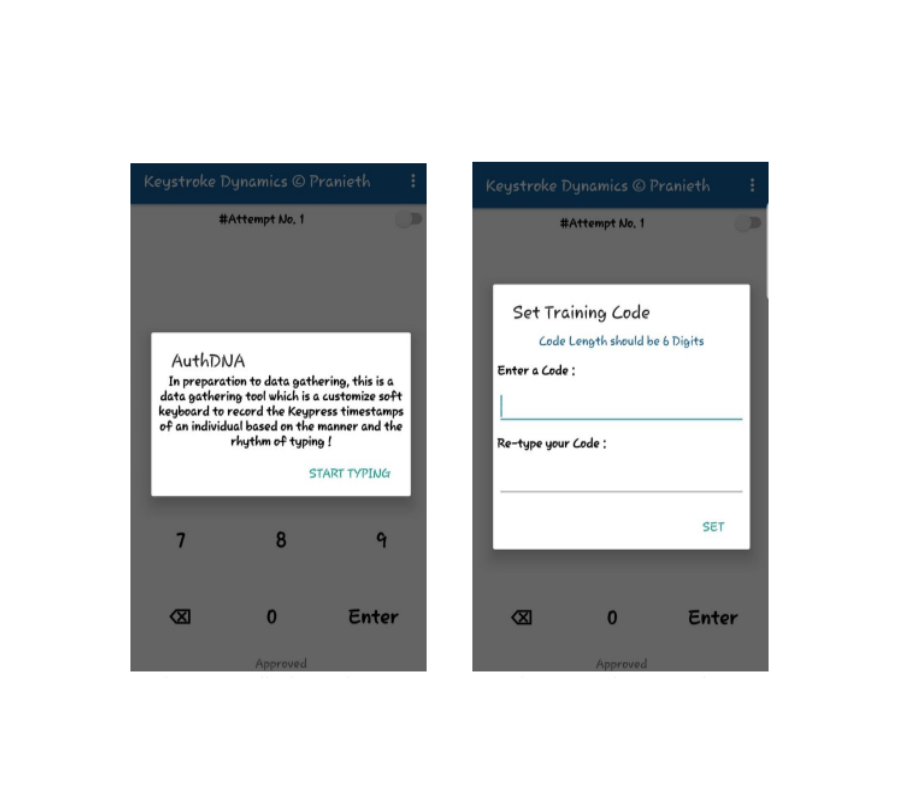 Keystroke Dynamics © Pranieth
#Attempt No. 1
AuthDNA
In preparation to data gathering, this is a
data gathering tool which is a customize soft
keyboard to record the Keypress timestamps
of an individual based on the manner and the
rhythm of typing !
START TYPING
7 8 9
0 Enter
Approved
Keystroke Dynamics © Pranieth
#Attempt No. 1
Set Training Code
Code Length should be 6 Digits
Enter a Code :
Re-type your Code :
SET
0 Enter
Approved